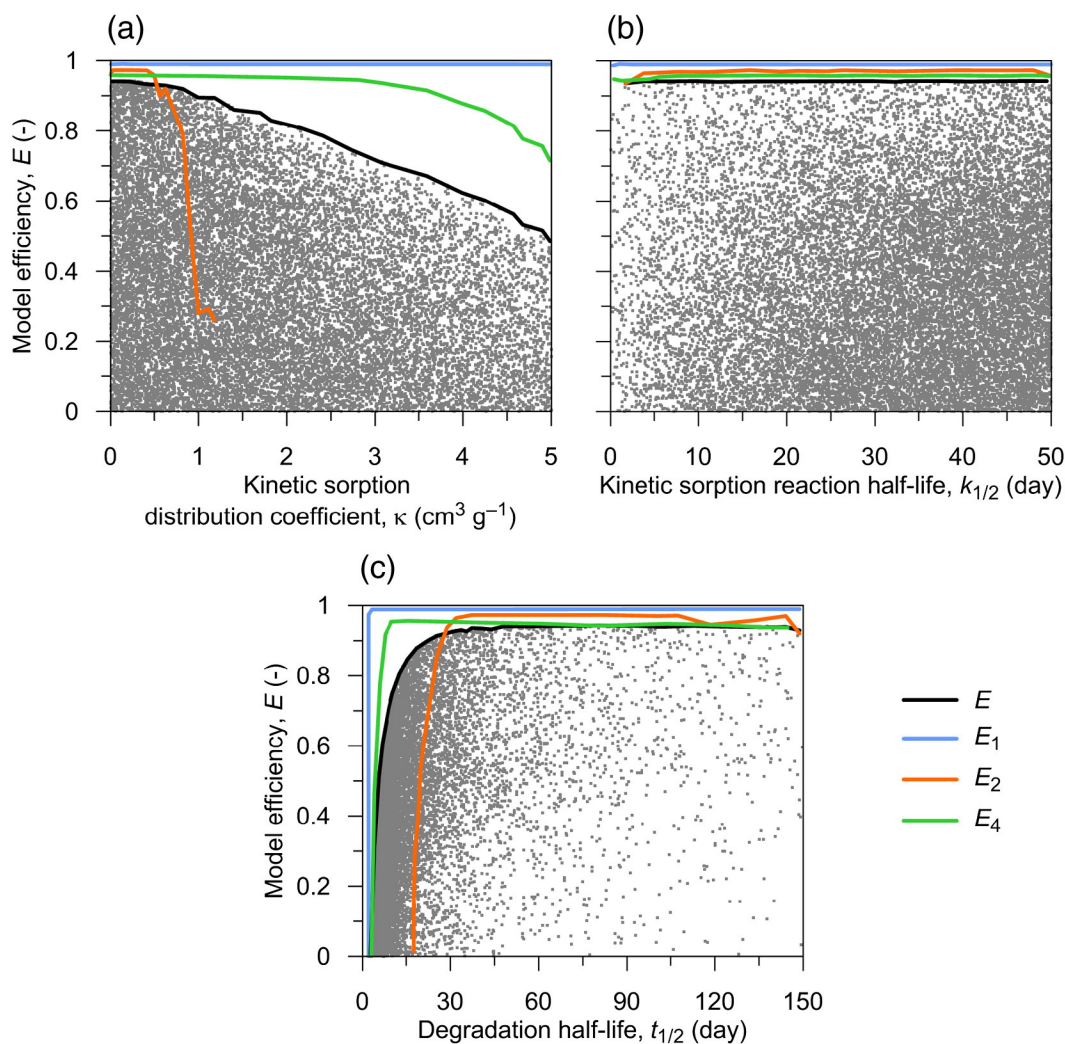 (a)
(b)
1
0.8
0.6
0.4
0.2
0
Model efficiency, E (-)
0 1 2 3 4 5
Kinetic sorption
distribution coefficient, κ (cm³ g⁻¹)
0 10 20 30 40 50
Kinetic sorption reaction half-life, k1/2 (day)
(c)
1
0.8
0.6
0.4
0.2
0
Model efficiency, E (-)
0 30 60 90 120 150
Degradation half-life, t1/2 (day)
E
E1
E2
E4